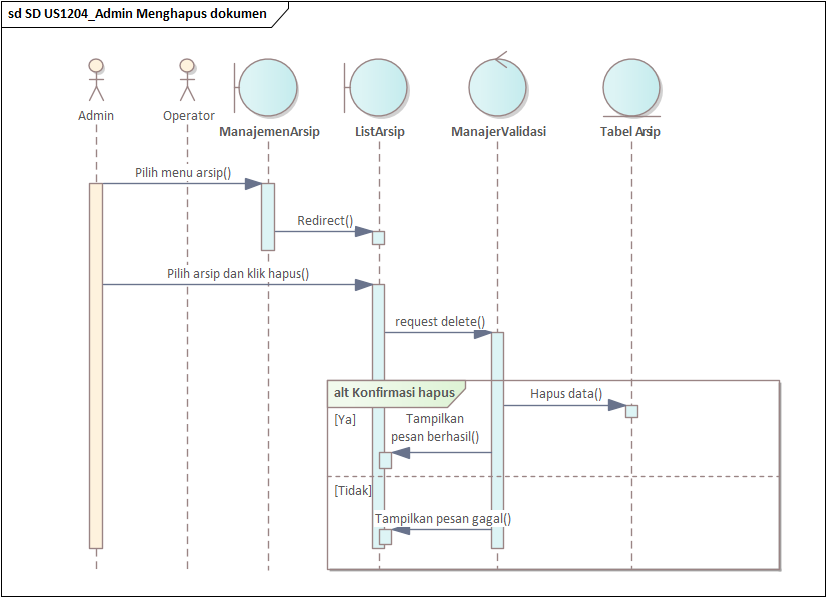 sd SD US1204_Admin Menghapus dokumen
Admin
Operator
ManajemenArsip
ListArsip
ManajerValidasi
Tabel Arsip
Pilih menu arsip()
Redirect()
Pilih arsip dan klik hapus()
request delete()
alt Konfirmasi hapus
Hapus data()
[Ya]
Tampilkan
pesan berhasil()
[Tidak]
Tampilkan pesan gagal()